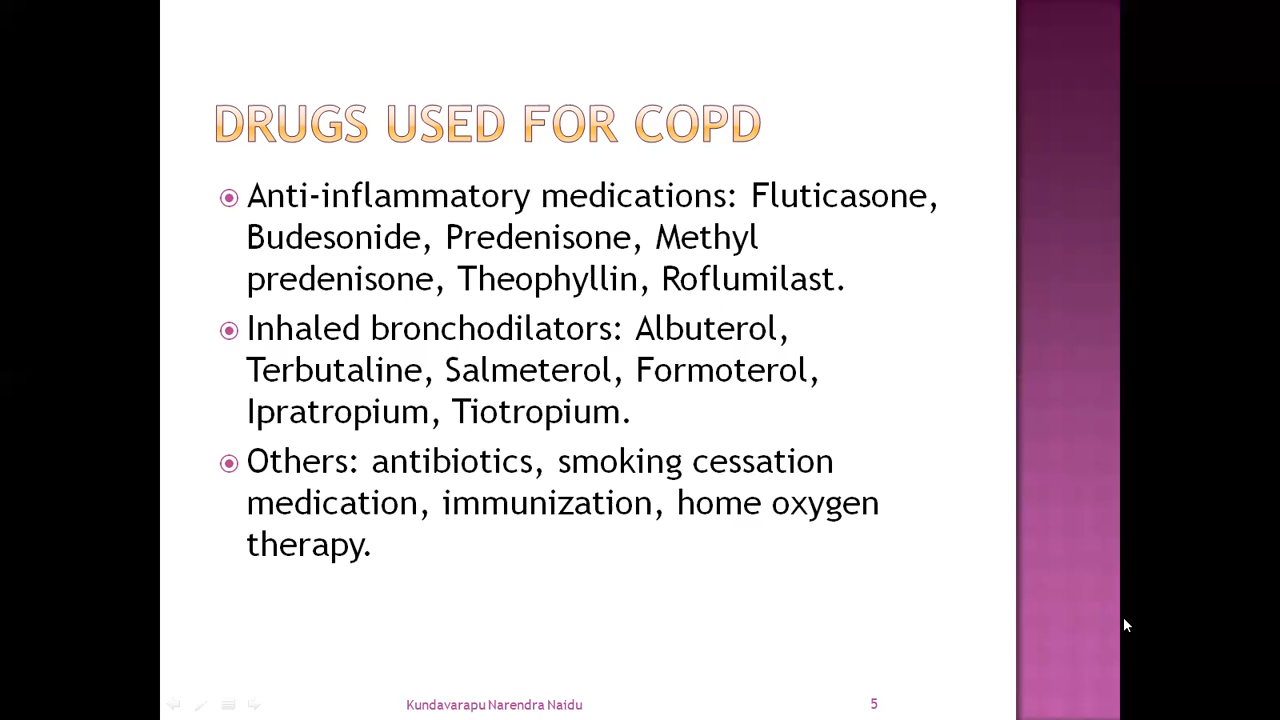 DRUGS USED FOR COPD
Anti-inflammatory medications: Fluticasone,
Budesonide, Predenisone, Methyl
predenisone, Theophyllin, Roflumilast.
Inhaled bronchodilators: Albuterol,
Terbutaline, Salmeterol, Formoterol,
Ipratropium, Tiotropium.
Others: antibiotics, smoking cessation
medication, immunization, home oxygen
therapy.
Kundavarapu Narendra Naidu
5